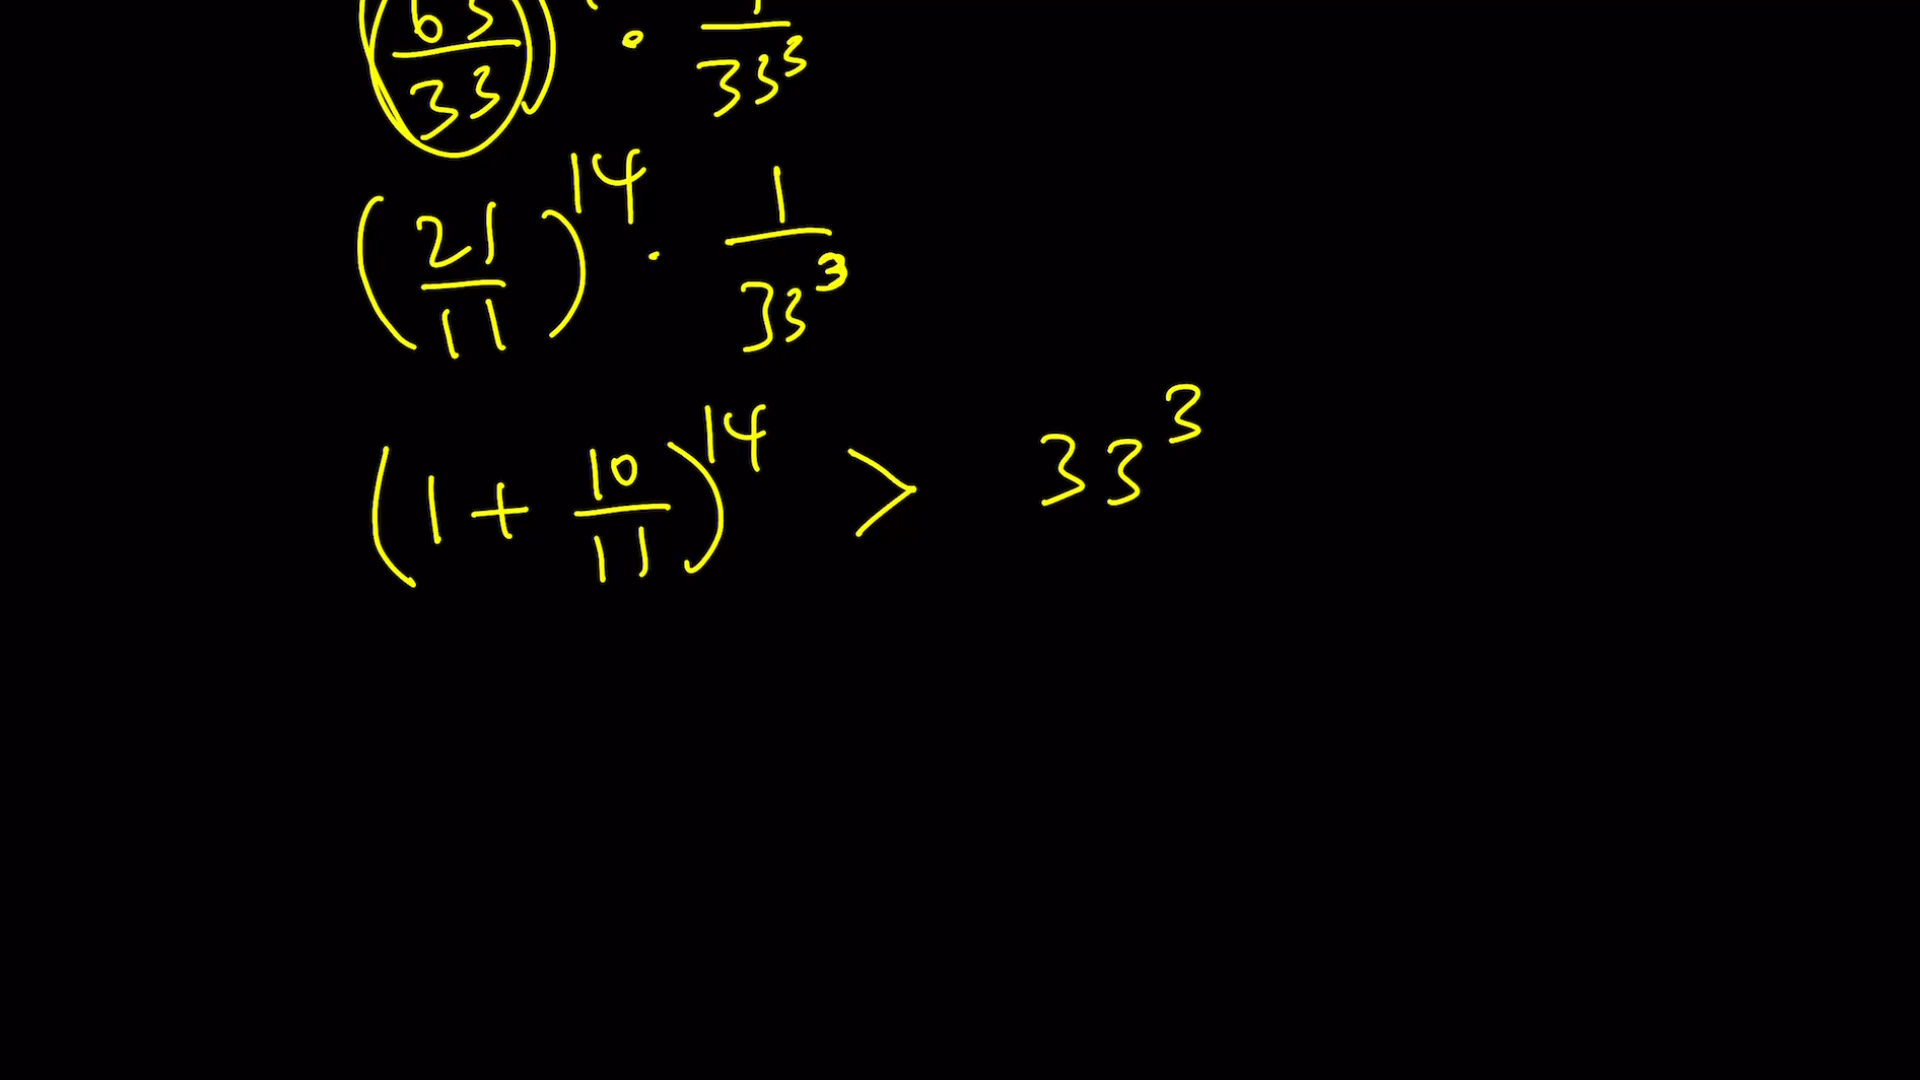 63/33) · 1/33³
(21/11)¹⁴ · 1/33³
(1 + 10/11)¹⁴ > 33³